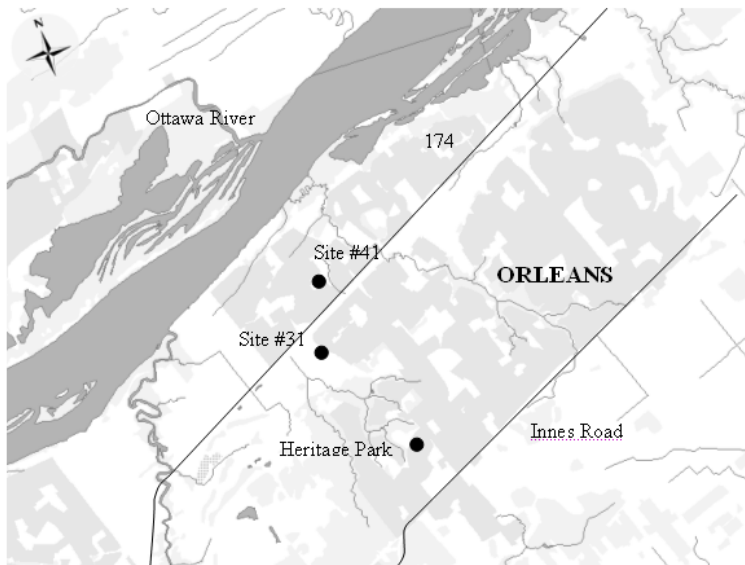 N
Ottawa River
174
Site #41
ORLEANS
Site #31
Innes Road
Heritage Park